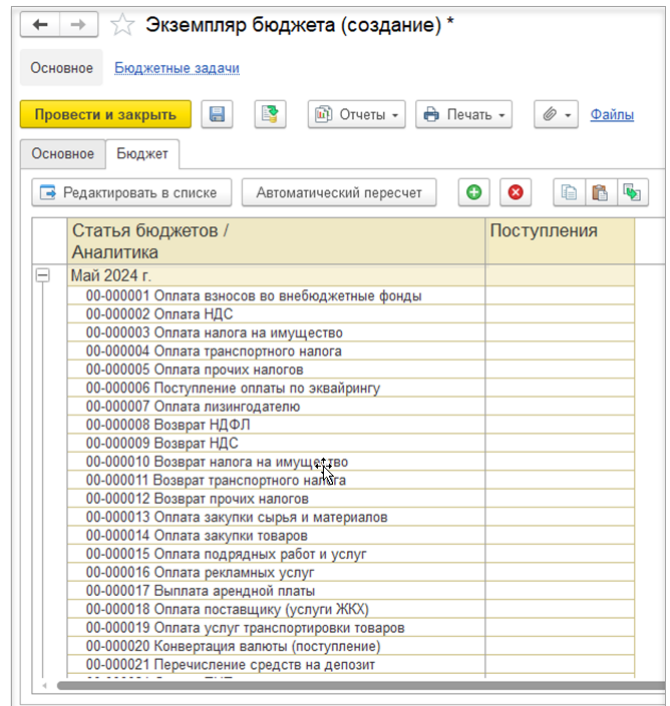 Экземпляр бюджета (создание) *
Основное Бюджетные задачи
Провести и закрыть Отчеты Печать Файлы
Основное Бюджет
Редактировать в списке Автоматический пересчет
Статья бюджетов / Поступления
Аналитика
Май 2024 г.
00-000001 Оплата взносов во внебюджетные фонды
00-000002 Оплата НДС
00-000003 Оплата налога на имущество
00-000004 Оплата транспортного налога
00-000005 Оплата прочих налогов
00-000006 Поступление оплаты по эквайрингу
00-000007 Оплата лизингодателю
00-000008 Возврат НДФЛ
00-000009 Возврат НДС
00-000010 Возврат налога на имущество
00-000011 Возврат транспортного налога
00-000012 Возврат прочих налогов
00-000013 Оплата закупки сырья и материалов
00-000014 Оплата закупки товаров
00-000015 Оплата подрядных работ и услуг
00-000016 Оплата рекламных услуг
00-000017 Выплата арендной платы
00-000018 Оплата поставщику (услуги ЖКХ)
00-000019 Оплата услуг транспортировки товаров
00-000020 Конвертация валюты (поступление)
00-000021 Перечисление средств на депозит